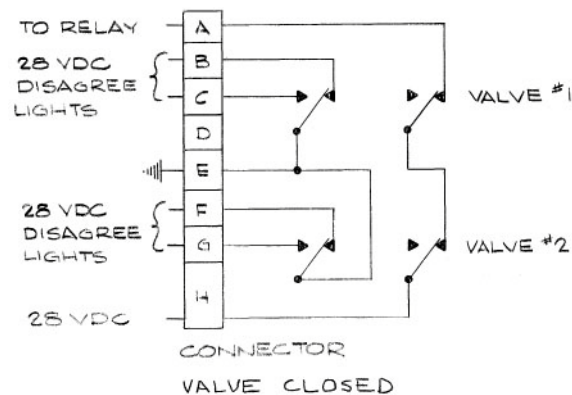 TO RELAY
A
28 VDC
DISAGREE
LIGHTS
B
C
VALVE #1
D
E
28 VDC
DISAGREE
LIGHTS
F
G
VALVE #2
H
28 VDC
CONNECTOR
VALVE CLOSED